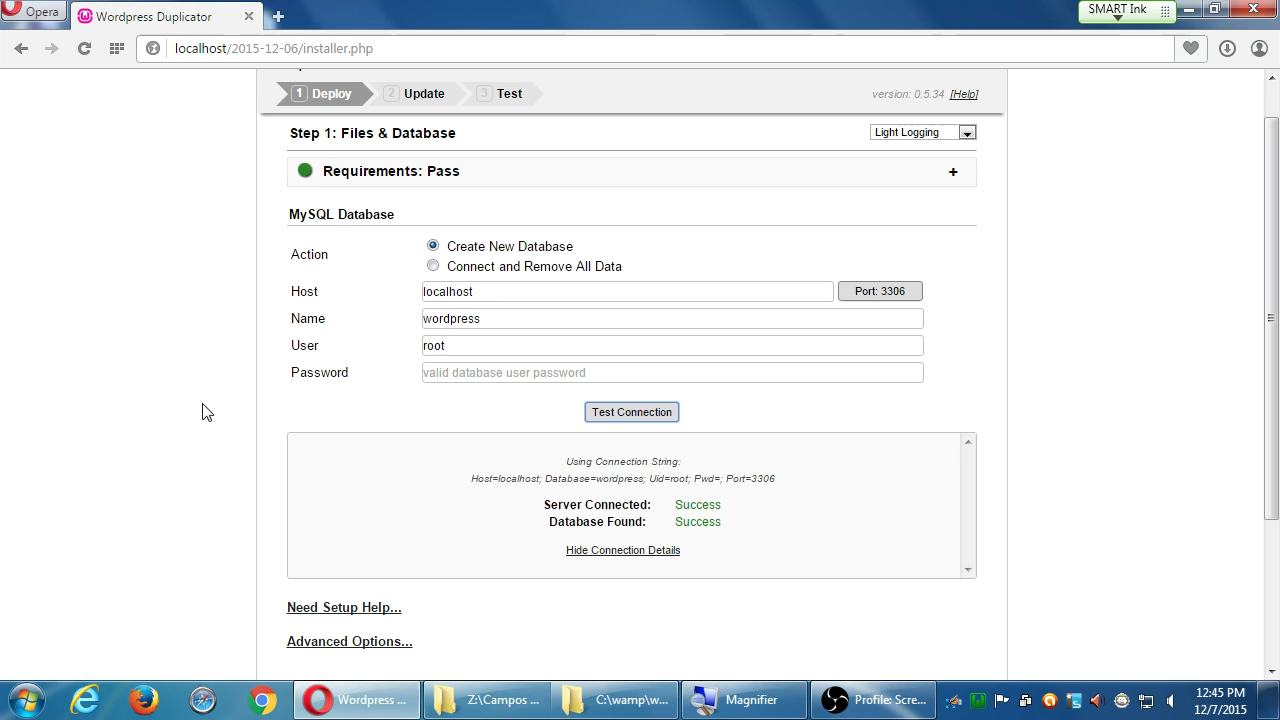 Opera
Wordpress Duplicator
SMART Ink
localhost/2015-12-06/installer.php
1 Deploy
2 Update
3 Test
version: 0.5.34 [Help]
Step 1: Files & Database
Light Logging
Requirements: Pass
+
MySQL Database
Action
Create New Database
Connect and Remove All Data
Host
localhost
Port: 3306
Name
wordpress
User
root
Password
valid database user password
Test Connection
Using Connection String:
Host=localhost; Database=wordpress; Uid=root; Pwd=; Port=3306
Server Connected: Success
Database Found: Success
Hide Connection Details
Need Setup Help...
Advanced Options...
Wordpress ...
Z:\Campos ...
C:\wamp\w...
Magnifier
Profile: Scre...
12:45 PM
12/7/2015